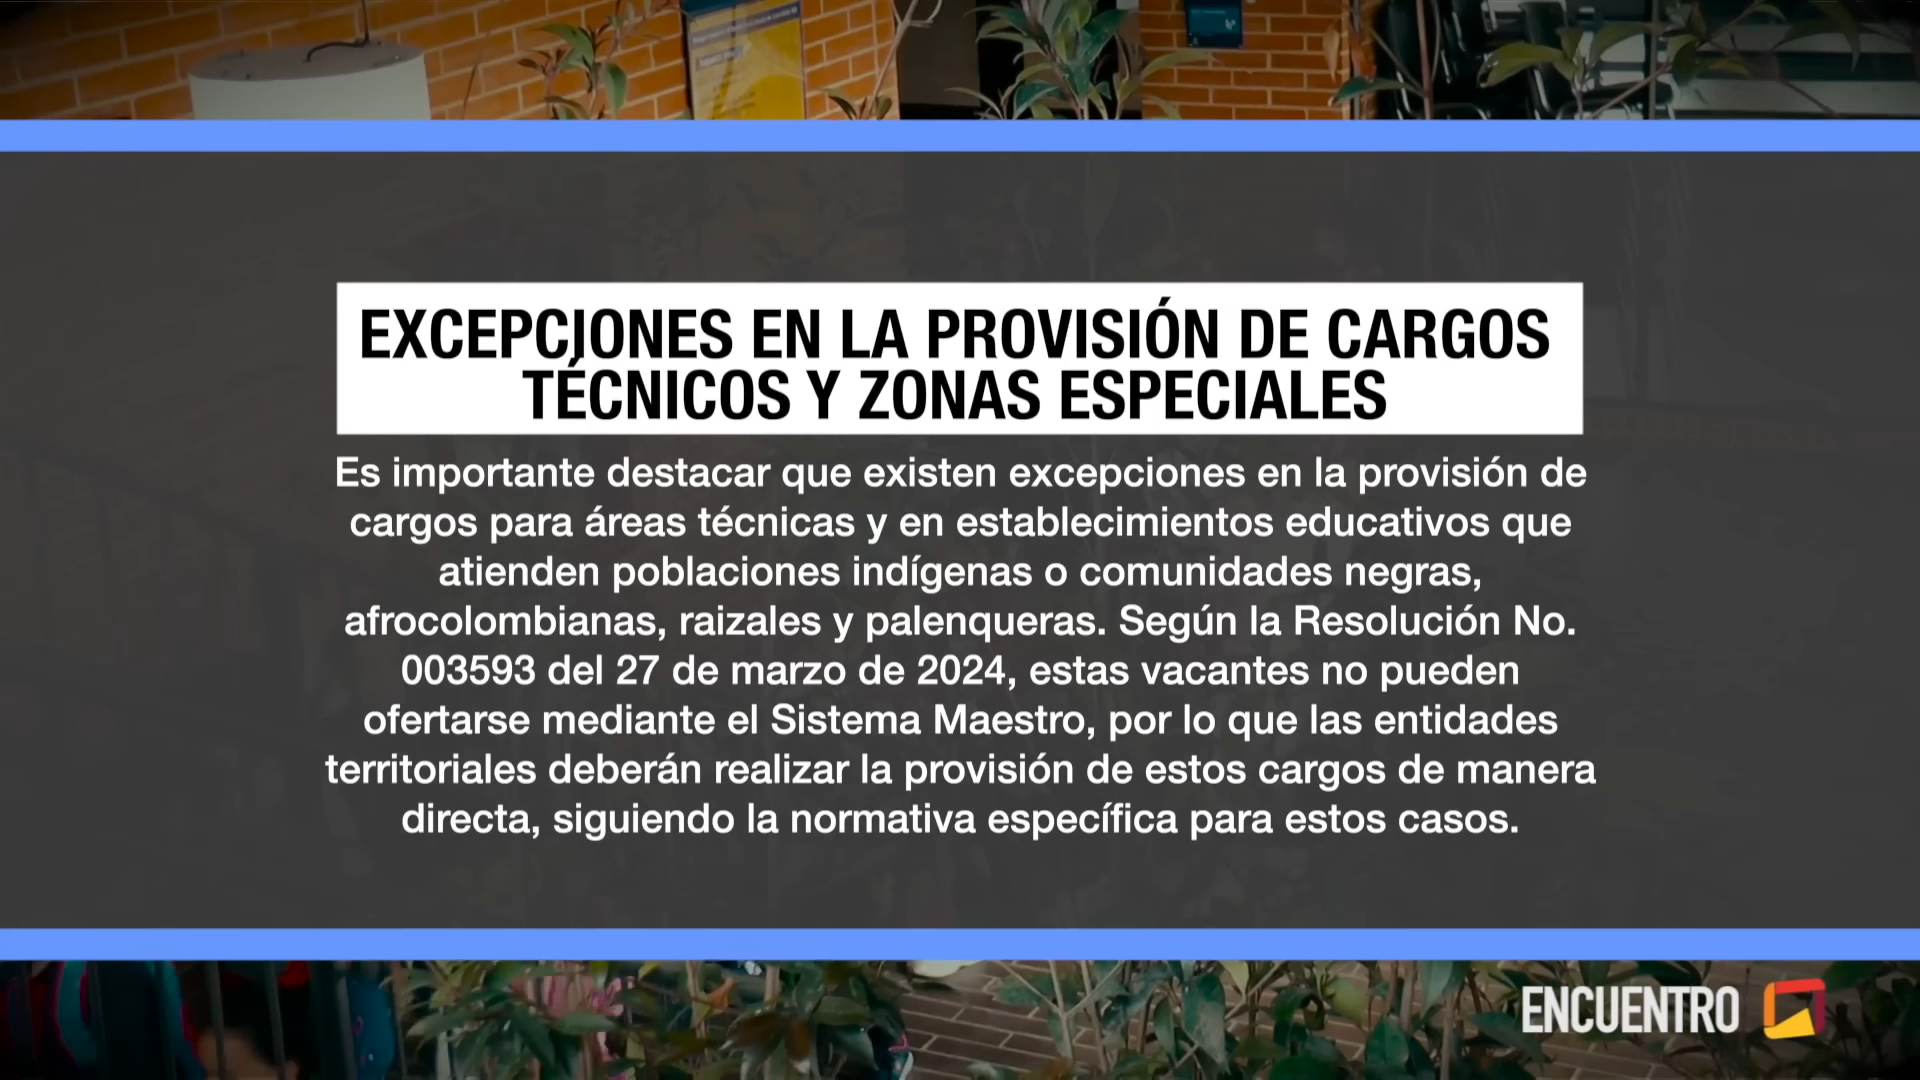 EXCEPCIONES EN LA PROVISIÓN DE CARGOS
TÉCNICOS Y ZONAS ESPECIALES
Es importante destacar que existen excepciones en la provisión de
cargos para áreas técnicas y en establecimientos educativos que
atienden poblaciones indígenas o comunidades negras,
afrocolombianas, raizales y palenqueras. Según la Resolución No.
003593 del 27 de marzo de 2024, estas vacantes no pueden
ofertarse mediante el Sistema Maestro, por lo que las entidades
territoriales deberán realizar la provisión de estos cargos de manera
directa, siguiendo la normativa específica para estos casos.
ENCUENTRO